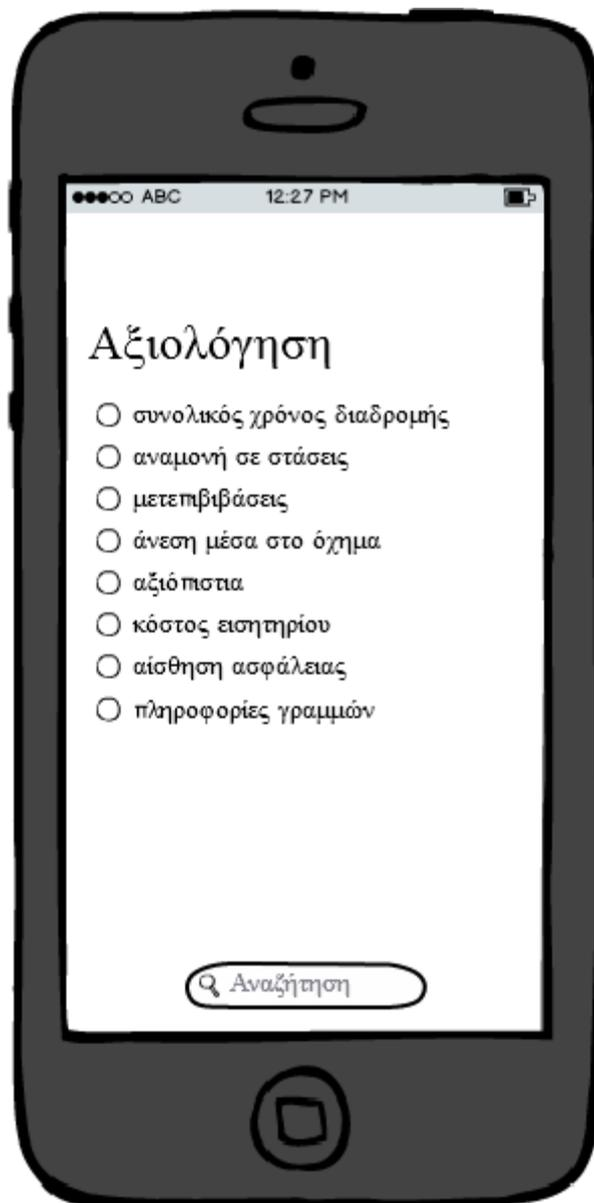 ABC 12:27 PM
Αξιολόγηση
συνολικός χρόνος διαδρομής
αναμονή σε στάσεις
μετεπιβιβάσεις
άνεση μέσα στο όχημα
αξιόπιστια
κόστος εισητηρίου
αίσθηση ασφάλειας
πληροφορίες γραμμών
Αναζήτηση